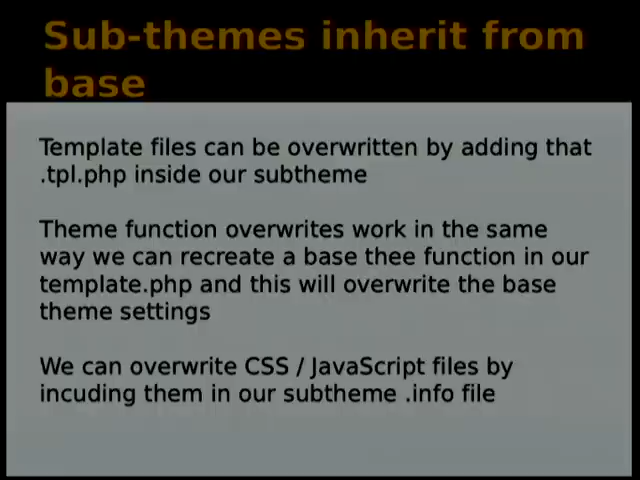 Sub-themes inherit from
base
Template files can be overwritten by adding that
.tpl.php inside our subtheme
Theme function overwrites work in the same
way we can recreate a base thee function in our
template.php and this will overwrite the base
theme settings
We can overwrite CSS / JavaScript files by
incuding them in our subtheme .info file